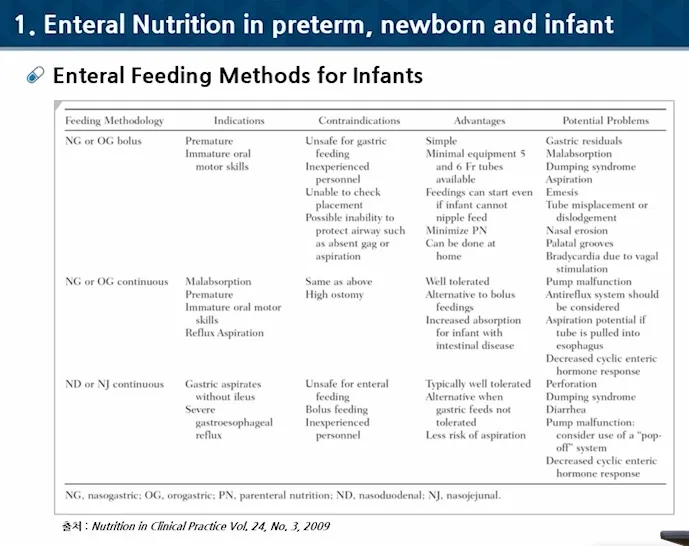 1. Enteral Nutrition in preterm, newborn and infant
Enteral Feeding Methods for Infants
Feeding Methodology Indications Contraindications Advantages Potential Problems
NG or OG bolus Premature Unsafe for gastric Simple Gastric residuals
Immature oral feeding Minimal equipment 5 Malabsorption
motor skills Inexperienced and 6 Fr tubes Dumping syndrome
personnel available Aspiration
Unable to check Feedings can start even Emesis
placement if infant cannot Tube misplacement or
Possible inability to nipple feed dislodgement
protect airway such Minimize PN Nasal erosion
as absent gag or Can be done at Palatal grooves
aspiration home Bradycardia due to vagal
stimulation
NG or OG continuous Malabsorption Same as above Well tolerated Pump malfunction
Premature High ostomy Alternative to bolus Antireflux system should
Immature oral motor feedings be considered
skills Increased absorption Aspiration potential if
Reflux Aspiration for infant with tube is pulled into
intestinal disease esophagus
Decreased cyclic enteric
hormone response
ND or NJ continuous Gastric aspirates Unsafe for enteral Typically well tolerated Perforation
without ileus feeding Alternative when Dumping syndrome
Severe Bolus feeding gastric feeds not Diarrhea
gastroesophageal Inexperienced tolerated Pump malfunction:
reflux personnel Less risk of aspiration consider use of a “pop-
off” system
Decreased cyclic enteric
hormone response
NG, nasogastric; OG, orogastric; PN, parenteral nutrition; ND, nasoduodenal; NJ, nasojejunal.
출처 : Nutrition in Clinical Practice Vol. 24, No. 3, 2009